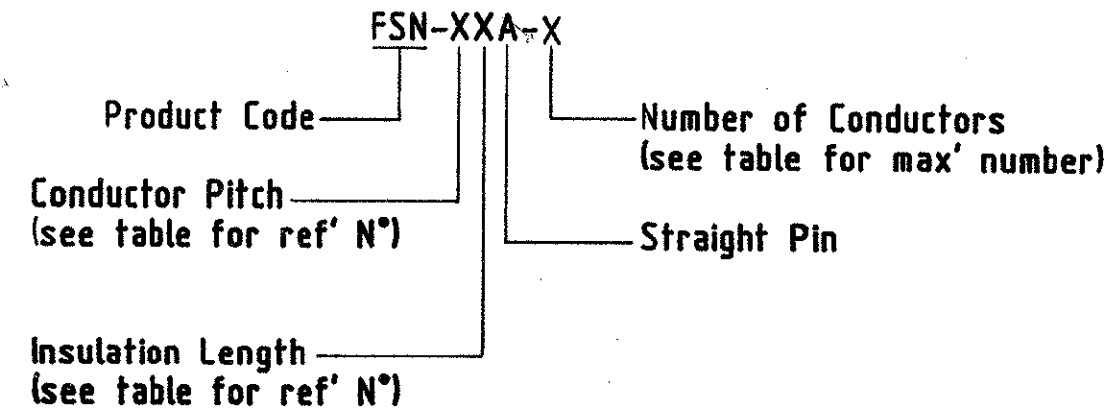 FSN-XXA-X
Product Code
Number of Conductors
(see table for max' number)
Conductor Pitch
(see table for ref' N°)
Straight Pin
Insulation Length
(see table for ref' N°)